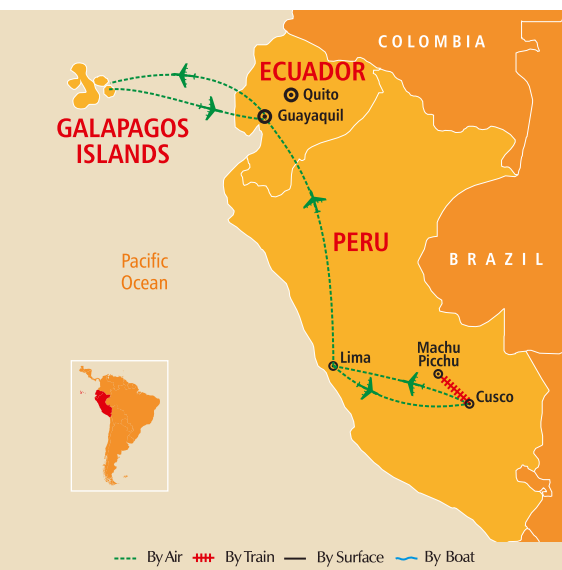 COLOMBIA
ECUADOR
Quito
Guayaquil
GALAPAGOS
ISLANDS
PERU
BRAZIL
Pacific
Ocean
Lima
Machu
Picchu
Cusco
By Air By Train By Surface By Boat